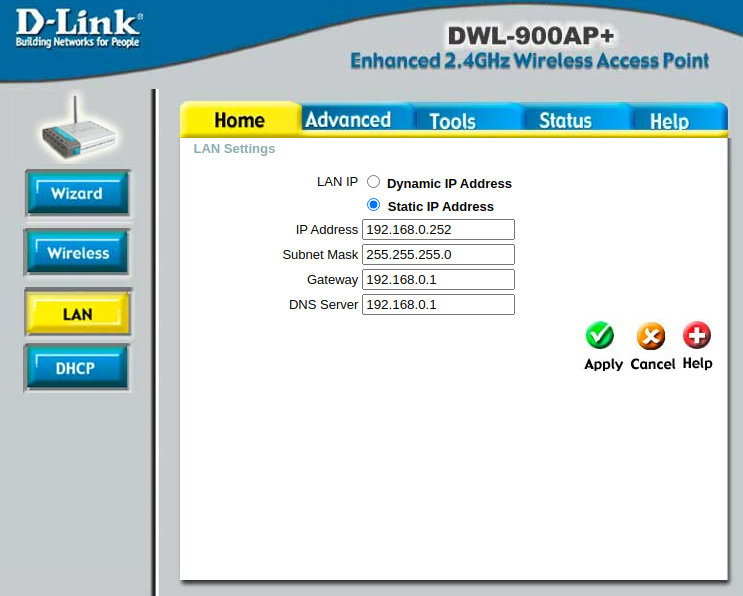 D-Link®
Building Networks for People
DWL-900AP+
Enhanced 2.4GHz Wireless Access Point
Home Advanced Tools Status Help
LAN Settings
Wizard
Wireless
LAN
DHCP
LAN IP Dynamic IP Address
Static IP Address
IP Address 192.168.0.252
Subnet Mask 255.255.255.0
Gateway 192.168.0.1
DNS Server 192.168.0.1
Apply Cancel Help